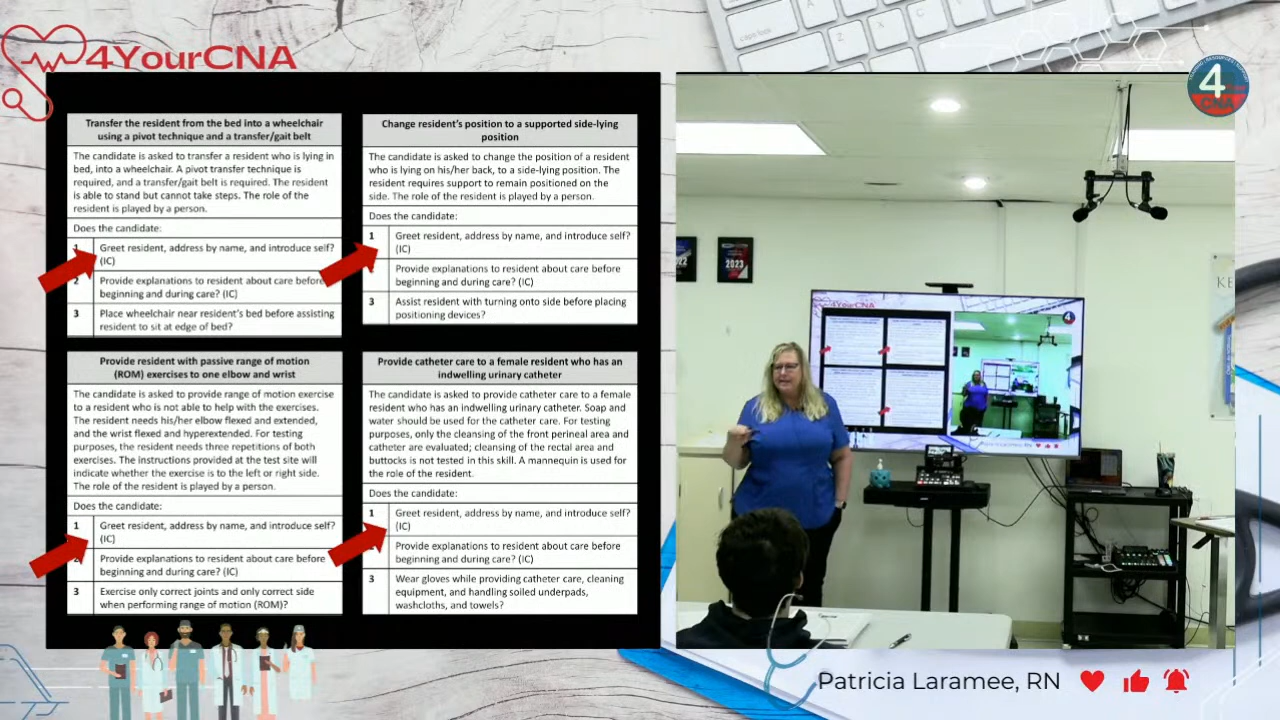 4YourCNA
Transfer the resident from the bed into a wheelchair
using a pivot technique and a transfer/gait belt
The candidate is asked to transfer a resident who is lying in
bed, into a wheelchair. A pivot transfer technique is
required, and a transfer/gait belt is required. The resident
is able to stand but cannot take steps. The role of the
resident is played by a person.
Does the candidate:
1 Greet resident, address by name, and introduce self?
(IC)
2 Provide explanations to resident about care before
beginning and during care? (IC)
3 Place wheelchair near resident's bed before assisting
resident to sit at edge of bed?
Change resident's position to a supported side-lying
position
The candidate is asked to change the position of a resident
who is lying on his/her back, to a side-lying position. The
resident requires support to remain positioned on the
side. The role of the resident is played by a person.
Does the candidate:
1 Greet resident, address by name, and introduce self?
(IC)
Provide explanations to resident about care before
beginning and during care? (IC)
3 Assist resident with turning onto side before placing
positioning devices?
Provide resident with passive range of motion
(ROM) exercises to one elbow and wrist
The candidate is asked to provide range of motion exercise
to a resident who is not able to help with the exercises.
The resident needs his/her elbow flexed and extended,
and the wrist flexed and hyperextended. For testing
purposes, the resident needs three repetitions of both
exercises. The instructions provided at the test site will
indicate whether the exercise is to the left or right side.
The role of the resident is played by a person.
Does the candidate:
1 Greet resident, address by name, and introduce self?
(IC)
2 Provide explanations to resident about care before
beginning and during care? (IC)
3 Exercise only correct joints and only correct side
when performing range of motion (ROM)?
Provide catheter care to a female resident who has an
indwelling urinary catheter
The candidate is asked to provide catheter care to a female
resident who has an indwelling urinary catheter. Soap and
water should be used for the catheter care. For testing
purposes, only the cleansing of the front perineal area and
catheter are evaluated; cleansing of the rectal area and
buttocks is not tested in this skill. A mannequin is used for
the role of the resident.
Does the candidate:
1 Greet resident, address by name, and introduce self?
(IC)
Provide explanations to resident about care before
beginning and during care? (IC)
3 Wear gloves while providing catheter care, cleaning
equipment, and handling soiled underpads,
washcloths, and towels?
4
CNA
2023
4YourCNA
Patricia Laramee, RN